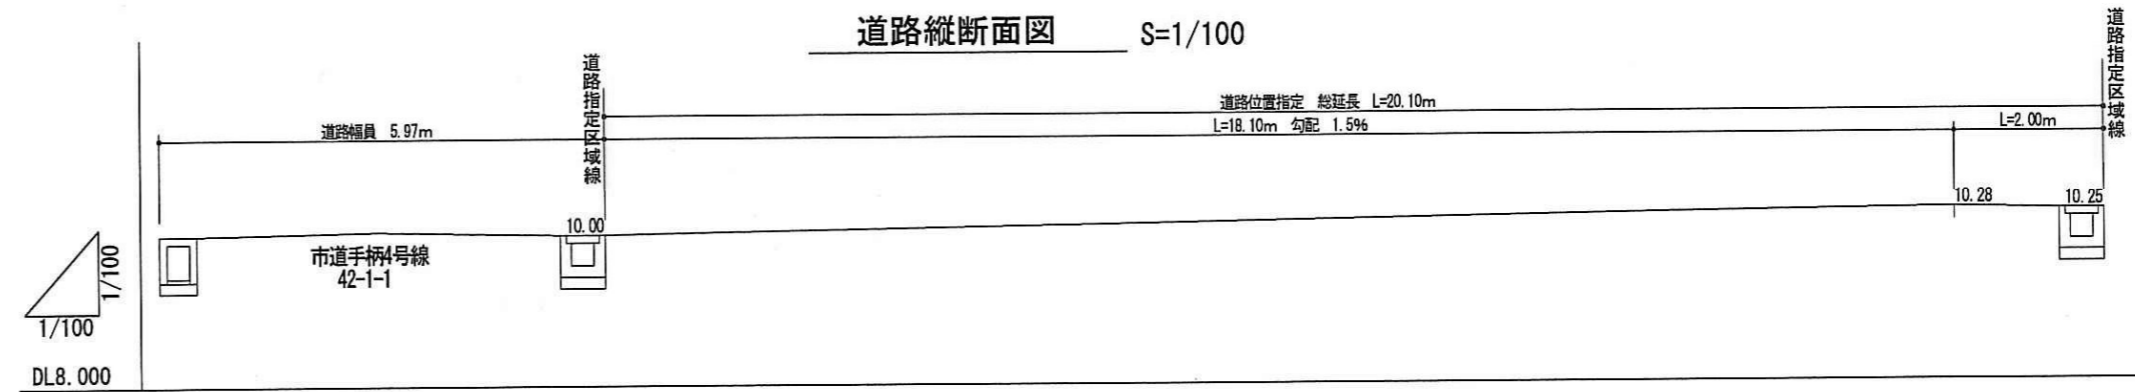 道路縦断面図 S=1/100
道路指定区域線
道路指定区域線
道路位置指定 総延長 L=20.10m
道路幅員 5.97m
L=18.10m 勾配 1.5%
L=2.00m
10.00
10.28
10.25
市道手柄4号線
42-1-1
1/100
1/100
DL8.000